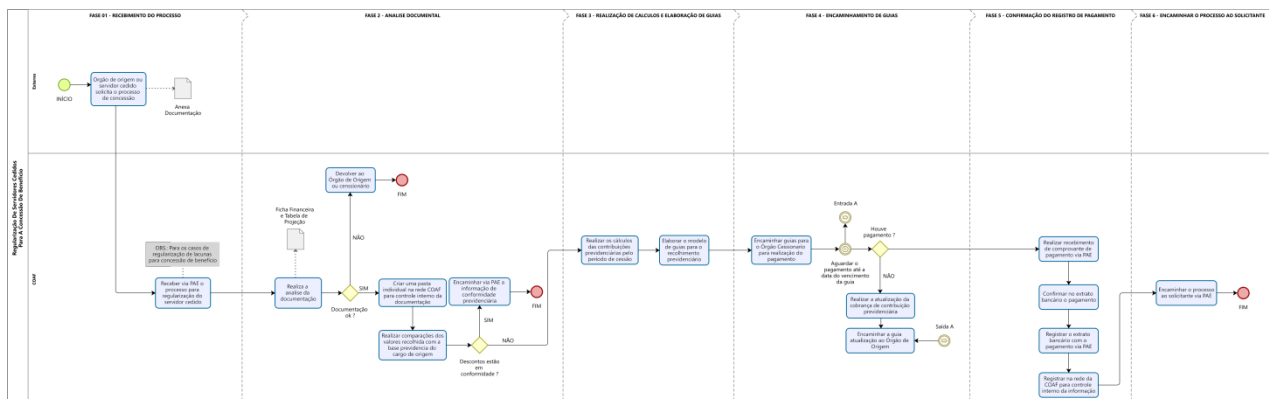 FASE 01 - RECEBIMENTO DO PROCESSO
FASE 2 - ANALISE DOCUMENTAL
FASE 3 - REALIZAÇÃO DE CALCULOS E ELABORAÇÃO DE GUIAS
FASE 4 - ENCAMINHAMENTO DE GUIAS
FASE 5 - CONFIRMAÇÃO DO REGISTRO DE PAGAMENTO
FASE 6 - ENCAMINHAR O PROCESSO AO SOLICITANTE
Regularização De Servidores Cedidos
Para A Concessão De Benefício
Externo
INÍCIO
Órgão de origem ou
servidor cedido
solicita o processo
de concessão
Anexa
Documentação
COAF
OBS.: Para os casos de
regularização de lacunas
para concessão de benefício
Receber via PAE o
processo para
regularização do
servidor cedido
Ficha Financeira
e Tabela de
Projeção
Realiza a
analise da
documentação
Devolver ao
Órgão de Origem
ou cessionário
FIM
NÃO
SIM
Documentação
ok ?
Criar uma pasta
individual na rede COAF
para controle interno da
documentação
Realizar comparações dos
valores recolhida com a
base previdencia do
cargo de origem
Encaminhar via PAE a
informação de
conformidade
previdenciária
FIM
SIM
NÃO
Descontos estão
em
conformidade ?
Realizar os cálculos
das contribuições
previdenciárias pelo
período de cessão
Elaborar o modelo
de guias para o
recolhimento
previdenciário
Encaminhar guias para
o Órgão Cessionario
para realização do
pagamento
Entrada A
Aguardar o
pagamento até a
data do vencimento
da guia
Houve
pagamento ?
NÃO
Realizar a atualização da
cobrança de contribuição
previdenciária
Encaminhar a guia
atualização ao Órgão de
Origem
Saída A
Realizar recebimento
de comprovante de
pagamento via PAE
Confirmar no extrato
bancário o pagamento
Registrar o extrato
bancário com o
pagamento via PAE
Registrar na rede da
COAF para controle
interno da informação
Encaminhar o processo
ao solicitante via PAE
FIM